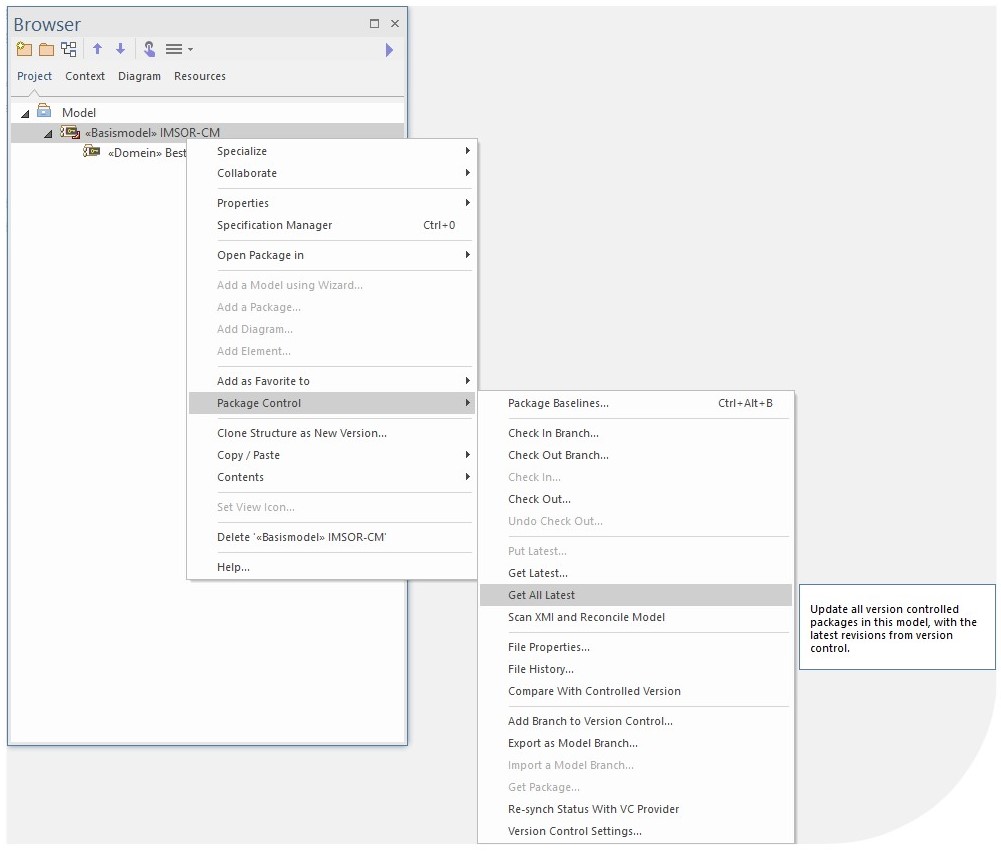 Browser
Project Context Diagram Resources
Model
«Basismodel» IMSOR-CM
«Domein» Best
Specialize
Collaborate
Properties
Specification Manager Ctrl+0
Open Package in
Add a Model using Wizard...
Add a Package...
Add Diagram...
Add Element...
Add as Favorite to
Package Control
Clone Structure as New Version...
Copy / Paste
Contents
Set View Icon...
Delete '«Basismodel» IMSOR-CM'
Help...
Package Baselines... Ctrl+Alt+B
Check In Branch...
Check Out Branch...
Check In...
Check Out...
Undo Check Out...
Put Latest...
Get Latest...
Get All Latest
Scan XMI and Reconcile Model
File Properties...
File History...
Compare With Controlled Version
Add Branch to Version Control...
Export as Model Branch...
Import a Model Branch...
Get Package...
Re-synch Status With VC Provider
Version Control Settings...
Update all version controlled
packages in this model, with the
latest revisions from version
control.